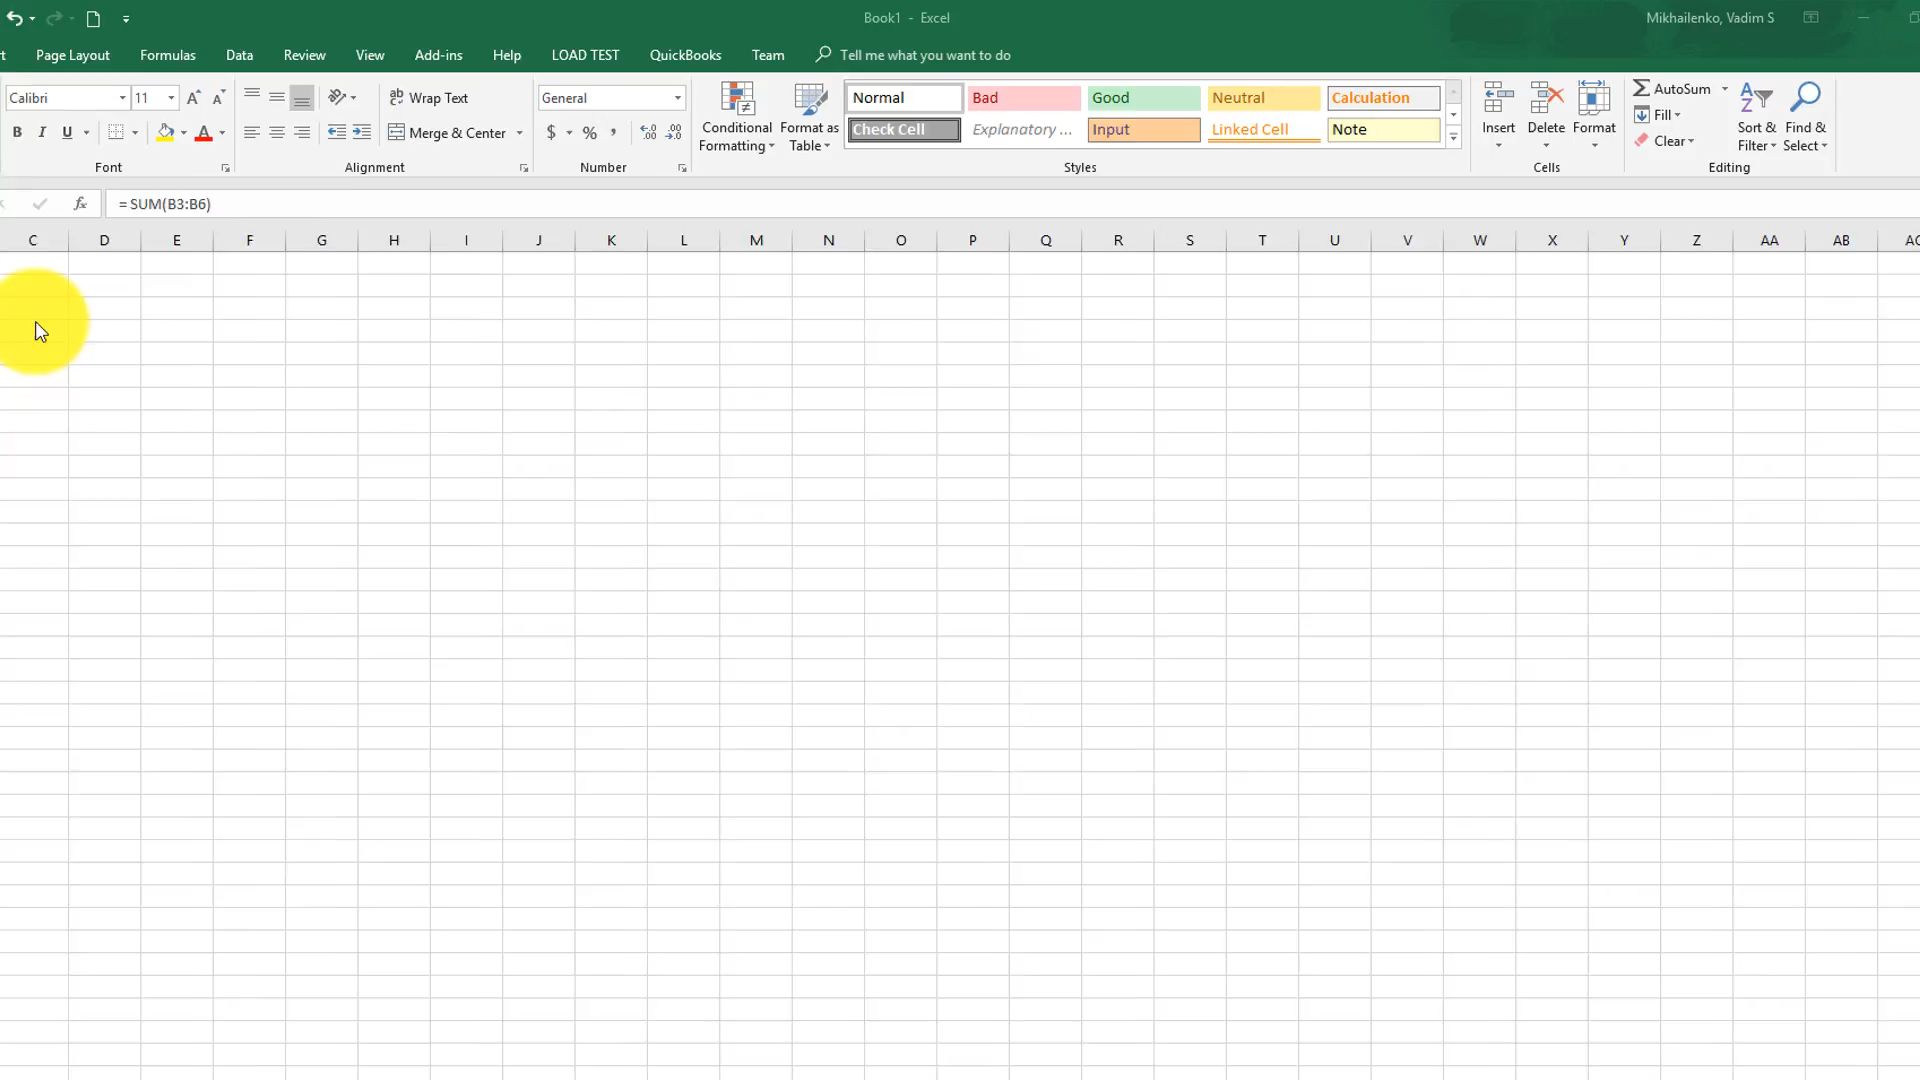 Book1 - Excel
Mikhailenko, Vadim S
Page Layout Formulas Data Review View Add-ins Help LOAD TEST QuickBooks Team Tell me what you want to do
Calibri 11
Wrap Text
General
Conditional Formatting
Format as Table
Normal Bad Good Neutral Calculation
Check Cell Explanatory ... Input Linked Cell Note
Insert Delete Format
AutoSum
Fill
Clear
Sort & Filter
Find & Select
B I U
Merge & Center
$ % ,
Font Alignment Number Styles Cells Editing
fx = SUM(B3:B6)
C D E F G H I J K L M N O P Q R S T U V W X Y Z AA AB